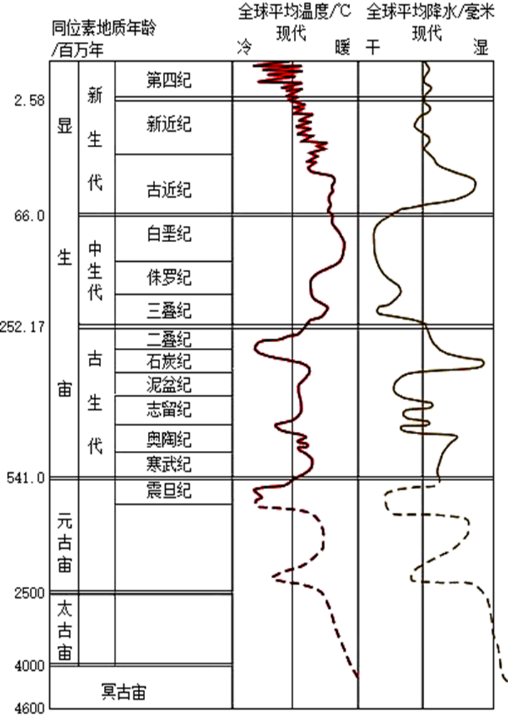 全球平均温度/℃ 全球平均降水/毫米
同位素地质年龄
/百万年
现代 现代
冷 暖 干 湿
第四纪
2.58
新近纪
古近纪
新生代
66.0
白垩纪
侏罗纪
三叠纪
中生代
252.17
二叠纪
石炭纪
泥盆纪
志留纪
奥陶纪
寒武纪
古生代
显生宙
541.0
震旦纪
元古宙
2500
太古宙
4000
冥古宙
4600